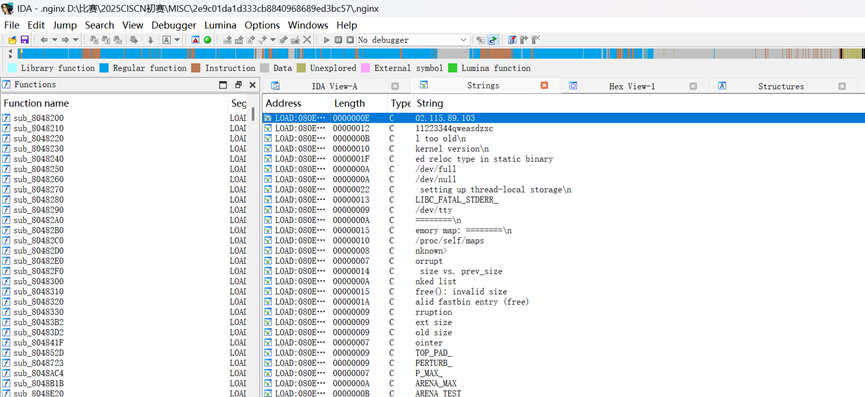 IDA - .nginx D:\比赛\2025CISCN初赛\MISC\2e9c01da1d333cb8840968689ed3bc57\.nginx
File Edit Jump Search View Debugger Lumina Options Windows Help
No debugger
Library function Regular function Instruction Data Unexplored External symbol Lumina function
Functions IDA View-A Strings Hex View-1 Structures
Function name Seg Address Length Type String
sub_8048200 LOAI LOAD:080E… 0000000E C 02.115.89.103
sub_8048210 LOAI LOAD:080E… 00000012 C 11223344qweasdzxc
sub_8048220 LOAI LOAD:080E… 0000000B C l too old\n
sub_8048230 LOAI LOAD:080E… 00000010 C kernel version\n
sub_8048240 LOAI LOAD:080E… 0000001F C ed reloc type in static binary
sub_8048250 LOAI LOAD:080E… 0000000A C /dev/full
sub_8048260 LOAI LOAD:080E… 0000000A C /dev/null
sub_8048270 LOAI LOAD:080E… 00000022 C setting up thread-local storage\n
sub_8048280 LOAI LOAD:080E… 00000013 C LIBC_FATAL_STDERR_
sub_8048290 LOAI LOAD:080E… 00000009 C /dev/tty
sub_80482A0 LOAI LOAD:080E… 0000000A C ========\n
sub_80482B0 LOAI LOAD:080E… 00000015 C emory map: ========\n
sub_80482C0 LOAI LOAD:080E… 00000010 C /proc/self/maps
sub_80482D0 LOAI LOAD:080E… 00000008 C nknown>
sub_80482E0 LOAI LOAD:080E… 00000007 C orrupt
sub_80482F0 LOAI LOAD:080E… 00000014 C size vs. prev_size
sub_8048300 LOAI LOAD:080E… 0000000A C nked list
sub_8048310 LOAI LOAD:080E… 00000015 C free(): invalid size
sub_8048320 LOAI LOAD:080E… 0000001A C alid fastbin entry (free)
sub_8048330 LOAI LOAD:080E… 00000009 C rruption
sub_80483B2 LOAI LOAD:080E… 00000009 C ext size
sub_80483D2 LOAI LOAD:080E… 00000009 C old size
sub_804841F LOAI LOAD:080E… 00000007 C ointer
sub_804852D LOAI LOAD:080E… 00000009 C TOP_PAD_
sub_8048723 LOAI LOAD:080E… 00000009 C PERTURB_
sub_8048AC4 LOAI LOAD:080E… 00000007 C P_MAX_
sub_8048B1B LOAI LOAD:080E… 0000000A C ARENA_MAX
sub_8048E20 LOAI LOAD:080E… 0000000B C ARENA_TEST